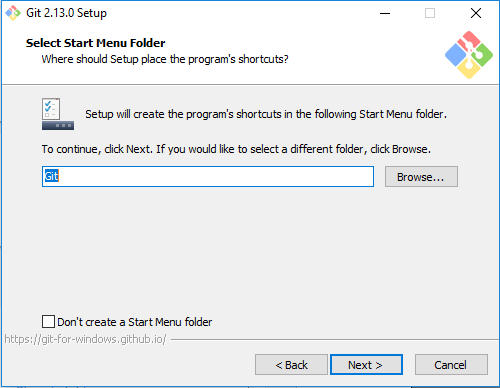 Git 2.13.0 Setup
Select Start Menu Folder
Where should Setup place the program's shortcuts?
Setup will create the program's shortcuts in the following Start Menu folder.
To continue, click Next. If you would like to select a different folder, click Browse.
Git
Browse...
Don't create a Start Menu folder
https://git-for-windows.github.io/
< Back
Next >
Cancel